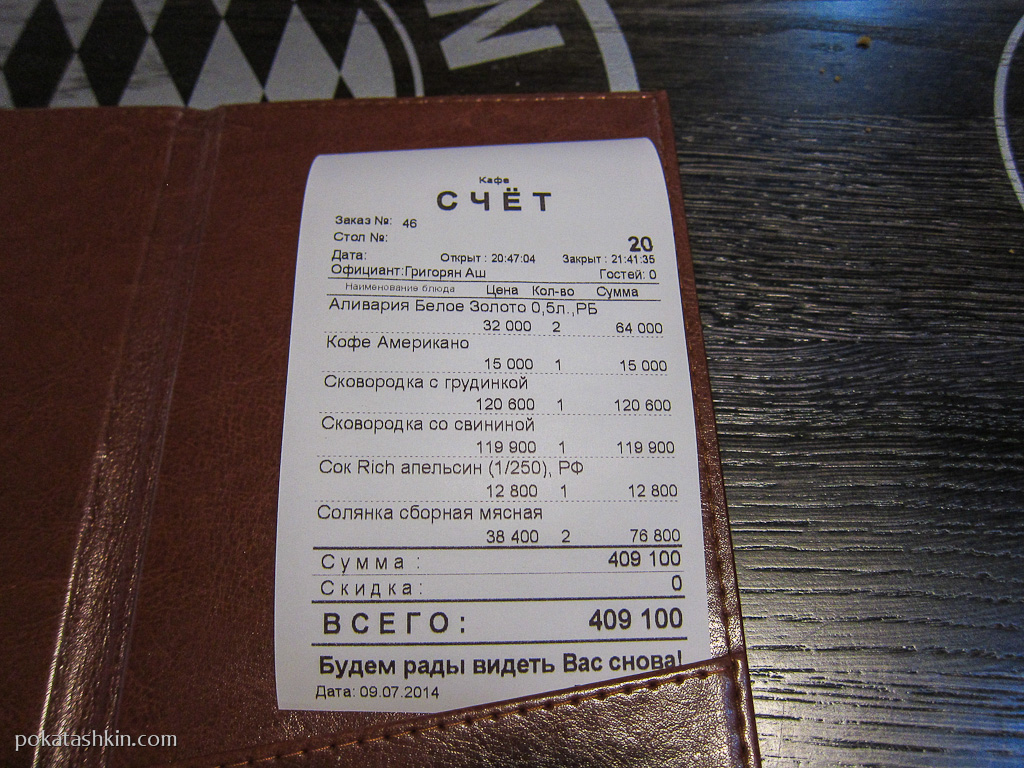 Кафе
СЧЁТ
Заказ №: 46
Стол №: 20
Дата: Открыт : 20:47:04 Закрыт : 21:41:35
Официант:Григорян Аш Гостей: 0
Наименование блюда Цена Кол-во Сумма
Аливария Белое Золото 0,5л.,РБ
32 000 2 64 000
Кофе Американо
15 000 1 15 000
Сковородка с грудинкой
120 600 1 120 600
Сковородка со свининой
119 900 1 119 900
Сок Rich апельсин (1/250), РФ
12 800 1 12 800
Солянка сборная мясная
38 400 2 76 800
Сумма : 409 100
Скидка: 0
ВСЕГО: 409 100
Будем рады видеть Вас снова!
Дата: 09.07.2014
pokatashkin.com